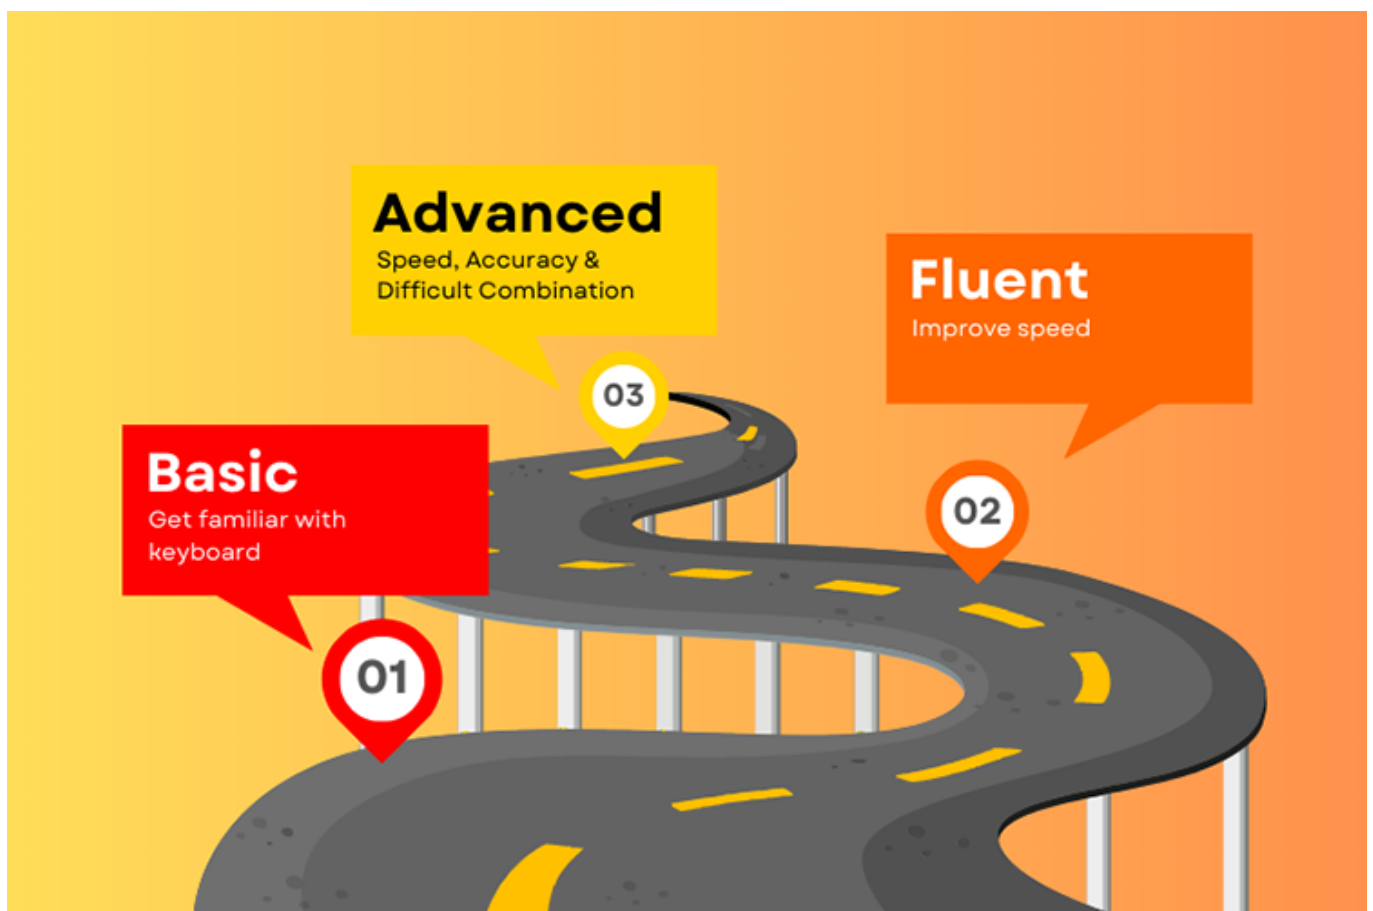 Advanced
Speed, Accuracy &
Difficult Combination
03
Fluent
Improve speed
02
Basic
Get familiar with
keyboard
01